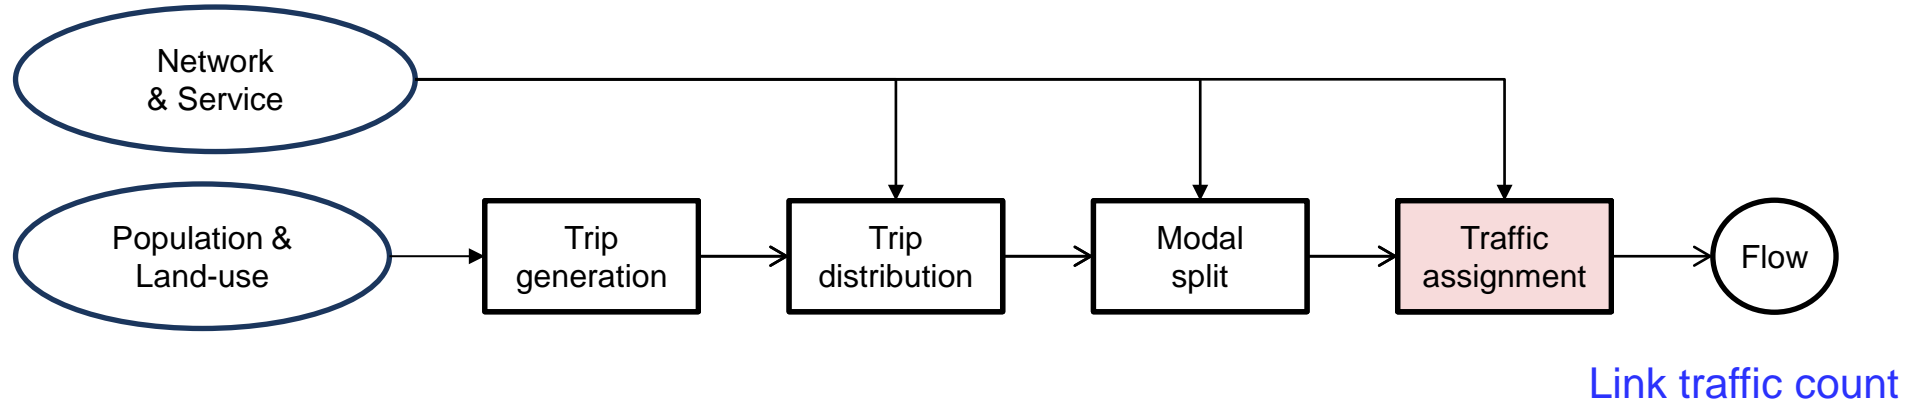 Network
& Service
Population &
Land-use
Trip
generation
Trip
distribution
Modal
split
Traffic
assignment
Flow
Link traffic count